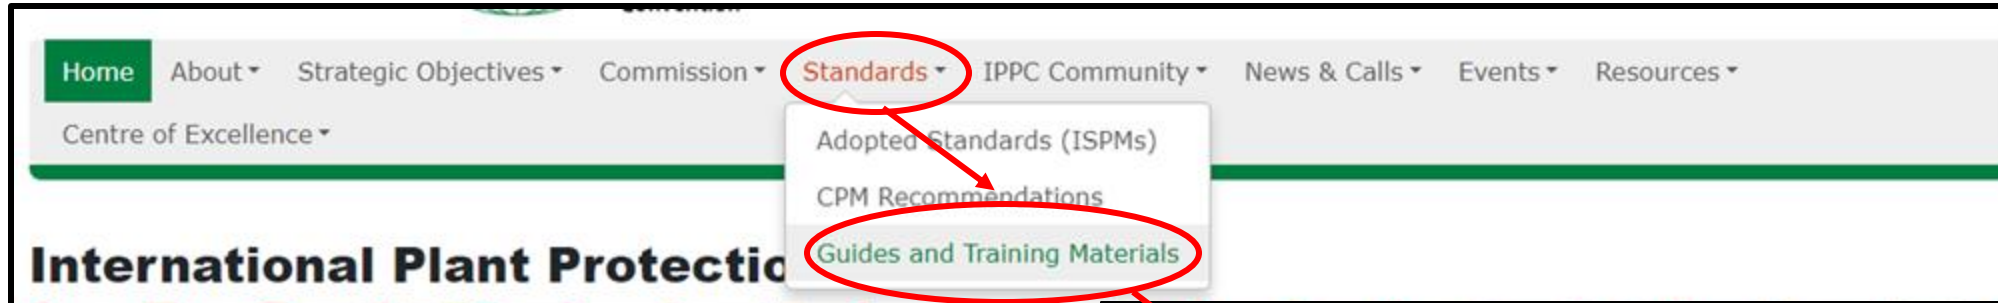 Home About Strategic Objectives Commission Standards IPPC Community News & Calls Events Resources
Centre of Excellence
Adopted Standards (ISPMs)
CPM Recommendations
Guides and Training Materials
International Plant Protectio